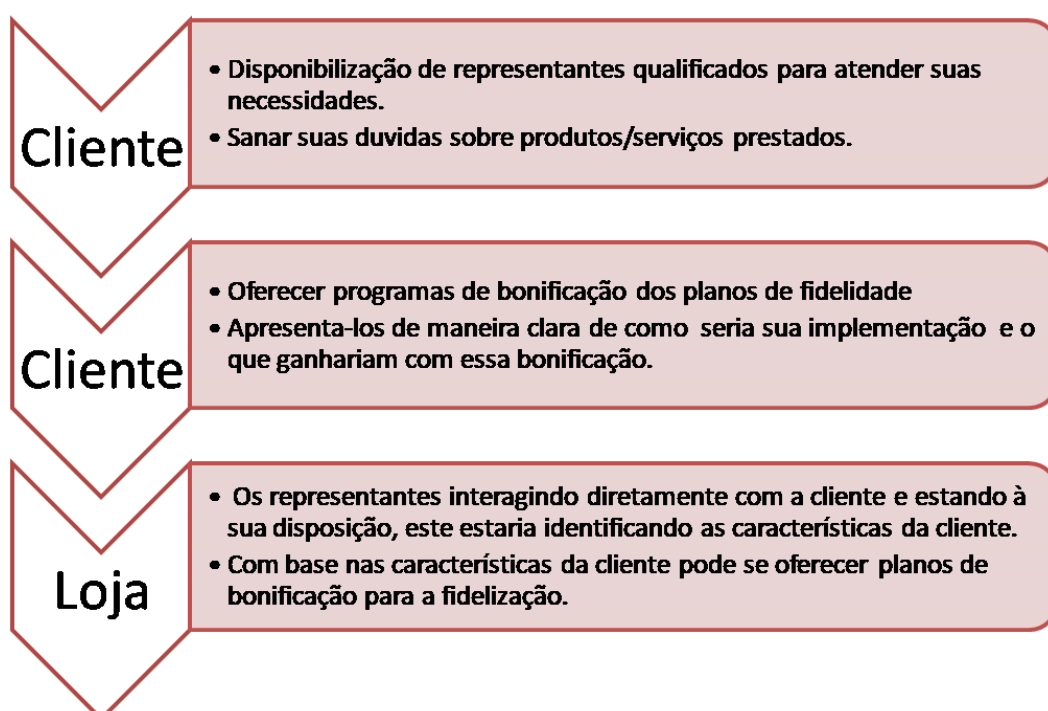 Cliente
• Disponibilização de representantes qualificados para atender suas
necessidades.
• Sanar suas duvidas sobre produtos/serviços prestados.
Cliente
• Oferecer programas de bonificação dos planos de fidelidade
• Apresenta-los de maneira clara de como seria sua implementação e o
que ganhariam com essa bonificação.
Loja
• Os representantes interagindo diretamente com a cliente e estando à
sua disposição, este estaria identificando as características da cliente.
• Com base nas características da cliente pode se oferecer planos de
bonificação para a fidelização.